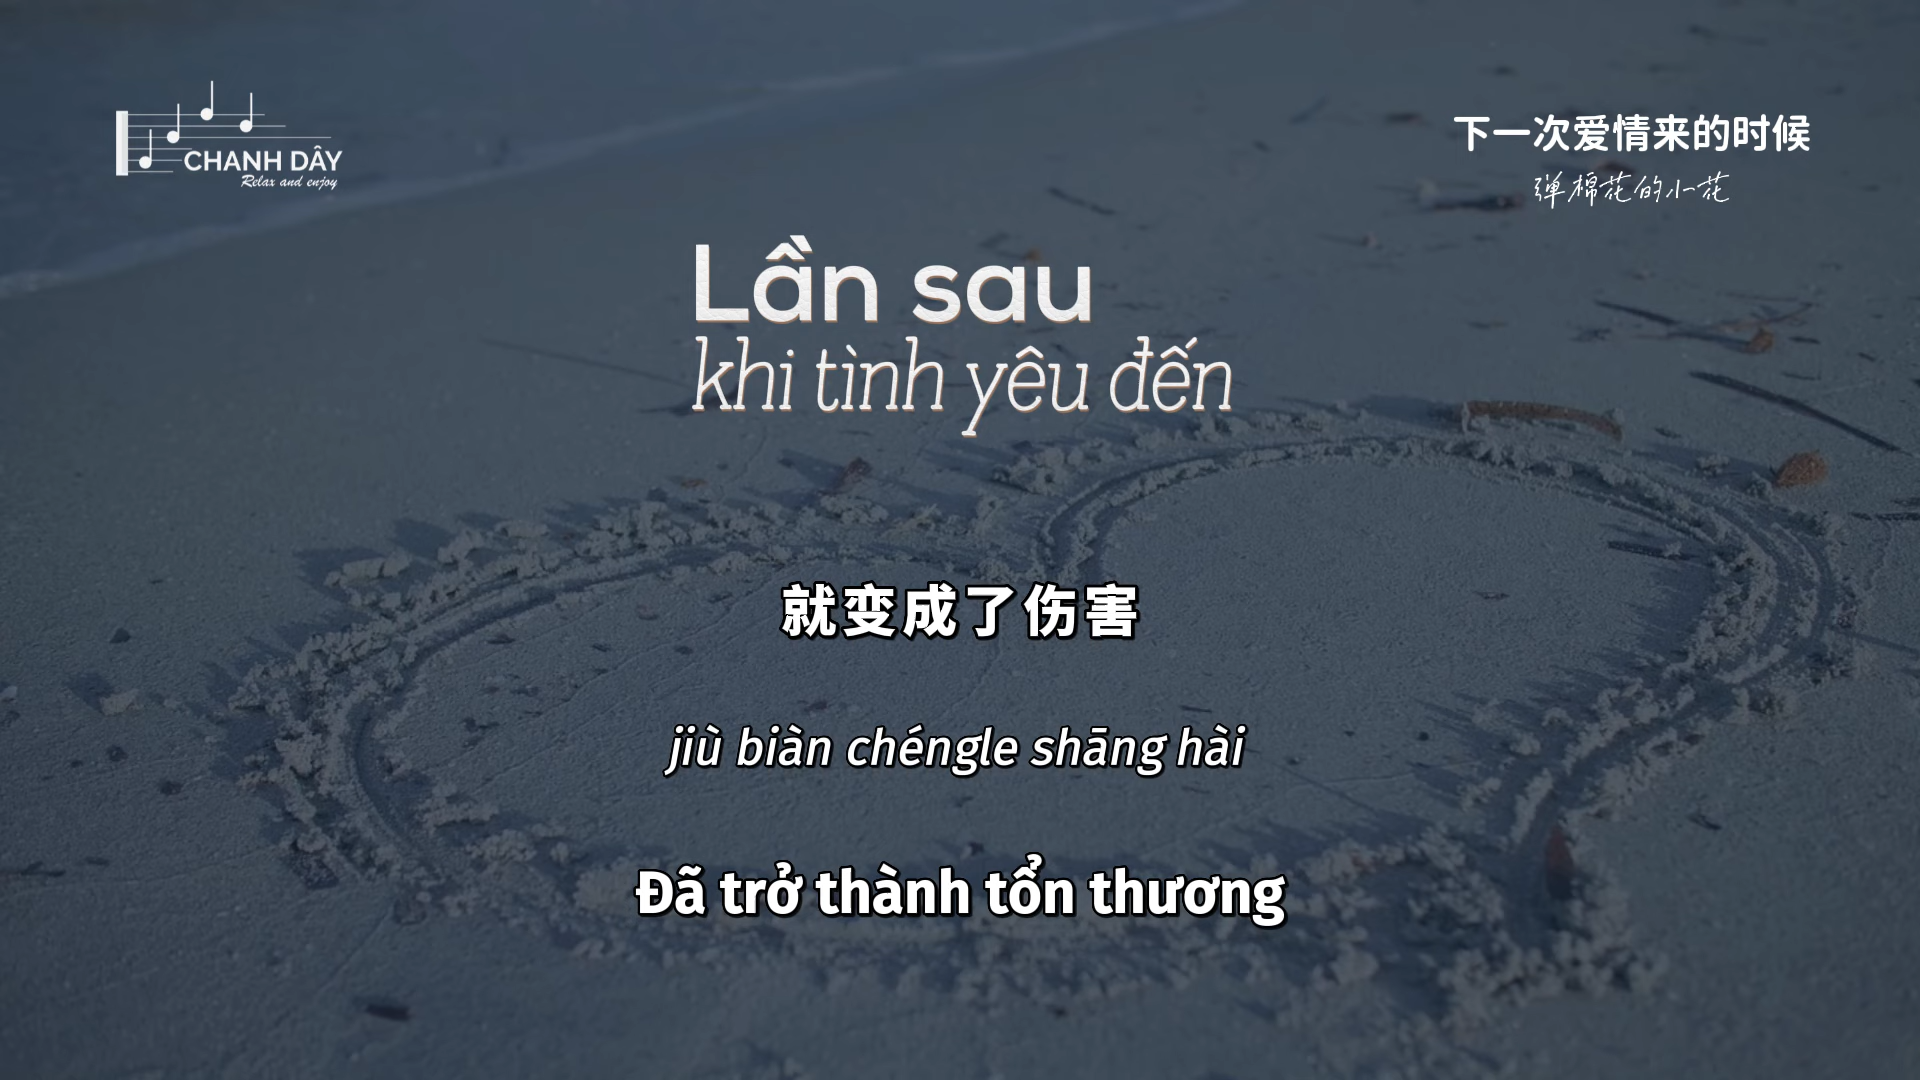 CHANH DÂY
Relax and enjoy
下一次爱情来的时候
弹棉花的小花
Lần sau
khi tình yêu đến
就变成了伤害
jiù biàn chéngle shāng hài
Đã trở thành tổn thương